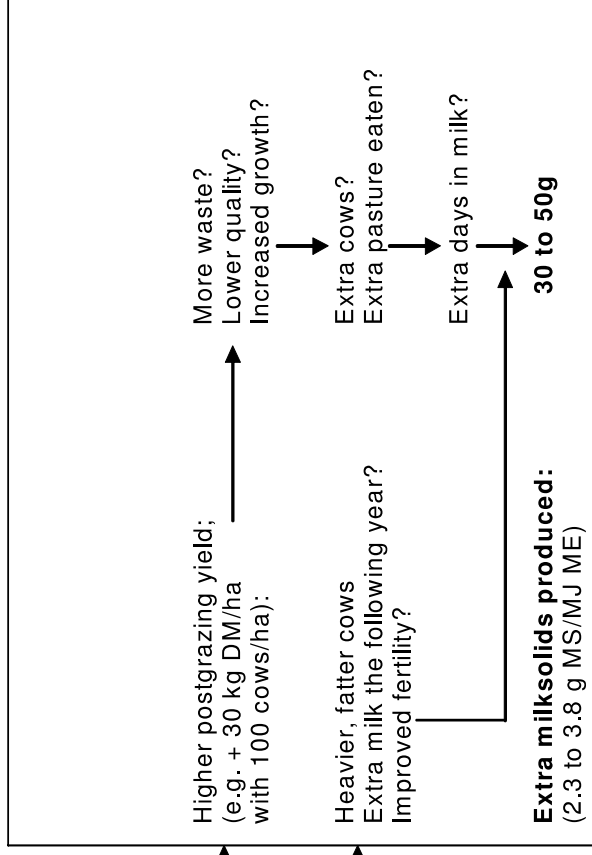 Higher postgrazing yield;
(e.g. + 30 kg DM/ha
with 100 cows/ha):
More waste?
Lower quality?
Increased growth?
Heavier, fatter cows
Extra milk the following year?
Improved fertility?
Extra cows?
Extra pasture eaten?
Extra days in milk?
Extra milksolids produced:
(2.3 to 3.8 g MS/MJ ME)
30 to 50g